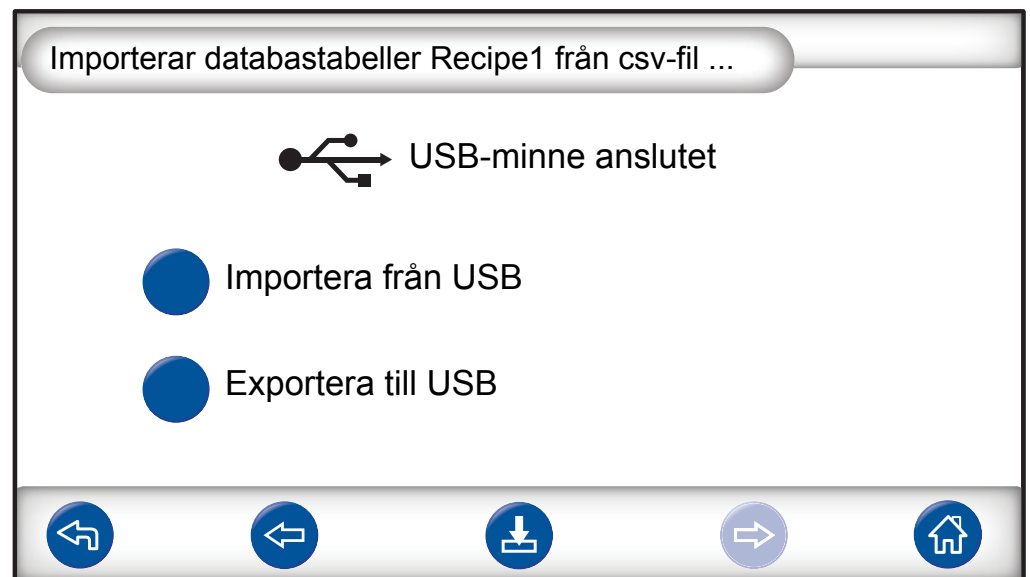 Importerar databastabeller Recipe1 från csv-fil ...
USB-minne anslutet
Importera från USB
Exportera till USB